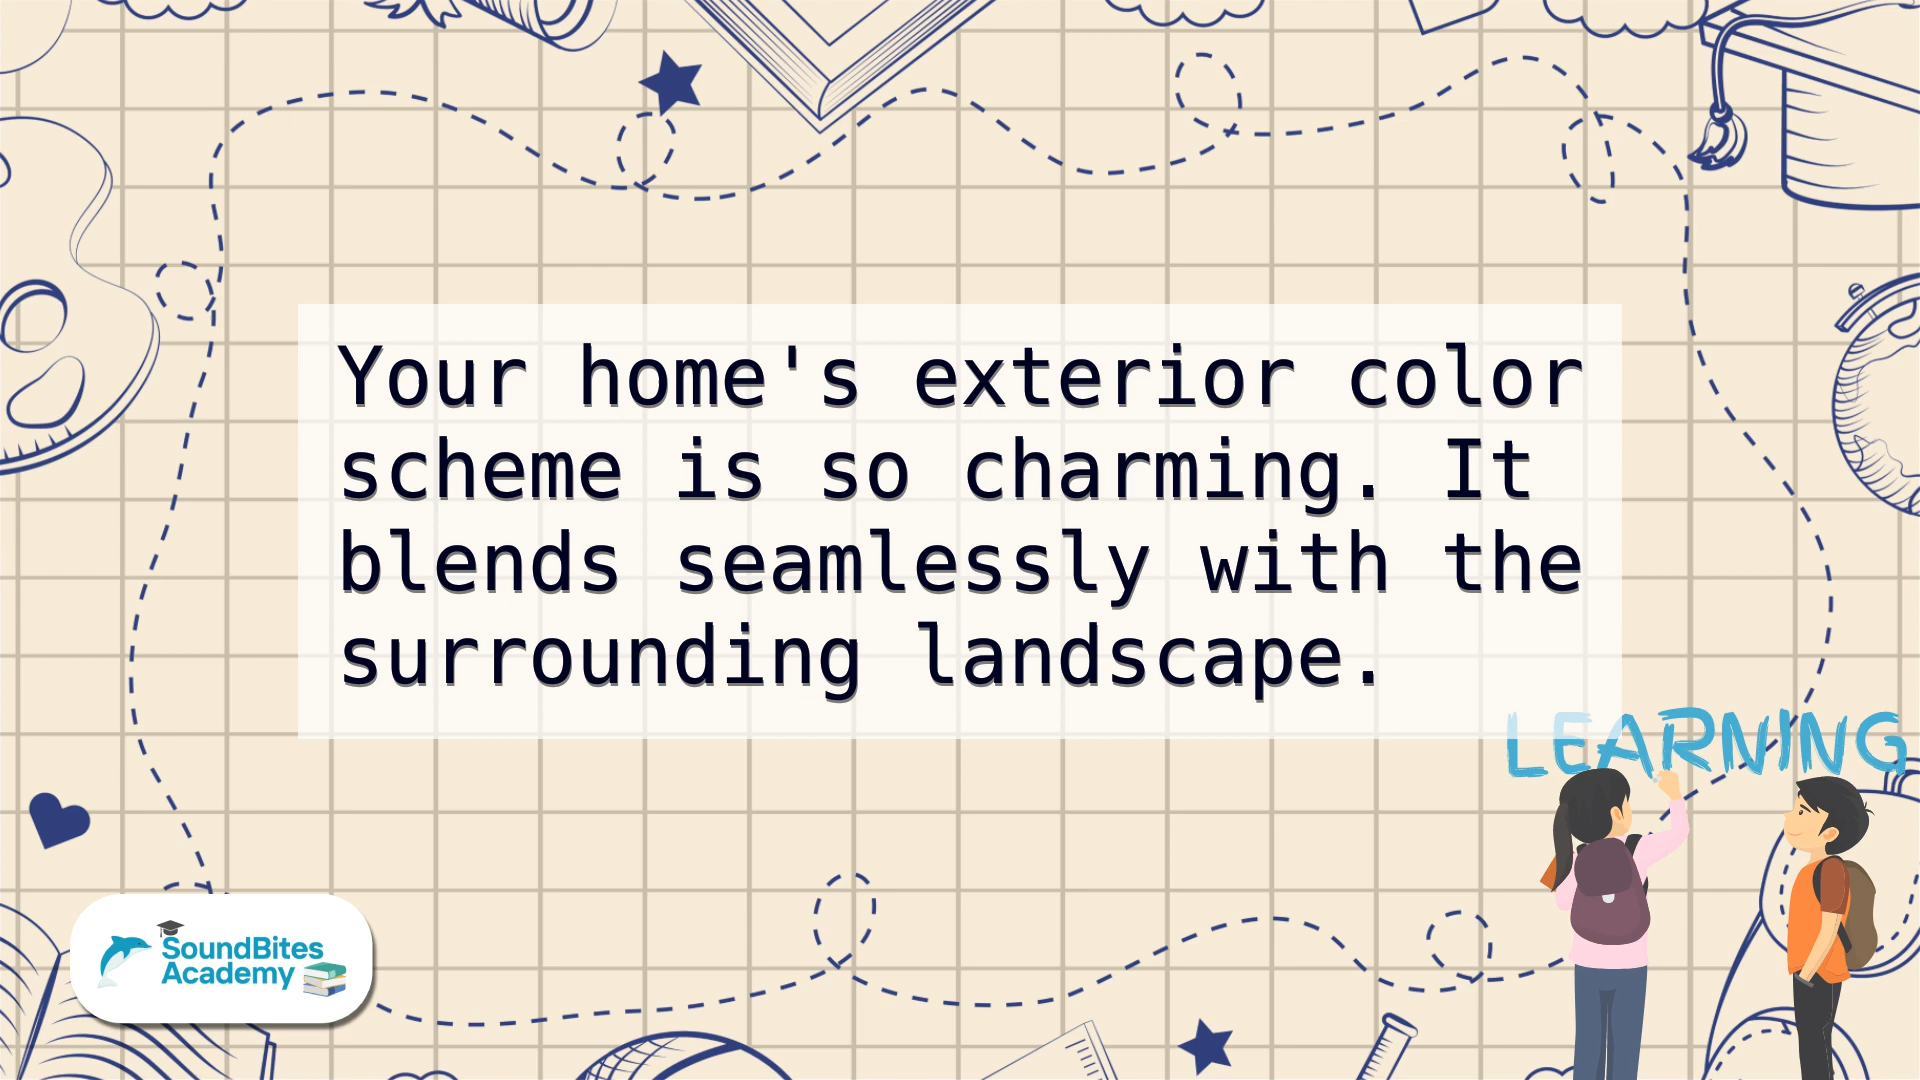 Your home's exterior color
scheme is so charming. It
blends seamlessly with the
surrounding landscape.
LEARNING
SoundBites
Academy